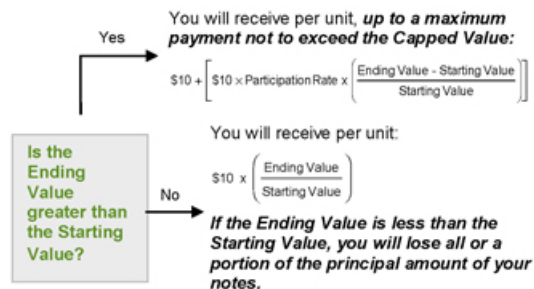 You will receive per unit, up to a maximum
payment not to exceed the Capped Value:
Yes
$10 + [ $10 × Participation Rate x ( Ending Value - Starting Value
Starting Value ) ]
You will receive per unit:
Is the
Ending
Value
greater than
the Starting
Value?
$10 x ( Ending Value
Starting Value )
No
If the Ending Value is less than the
Starting Value, you will lose all or a
portion of the principal amount of your
notes.